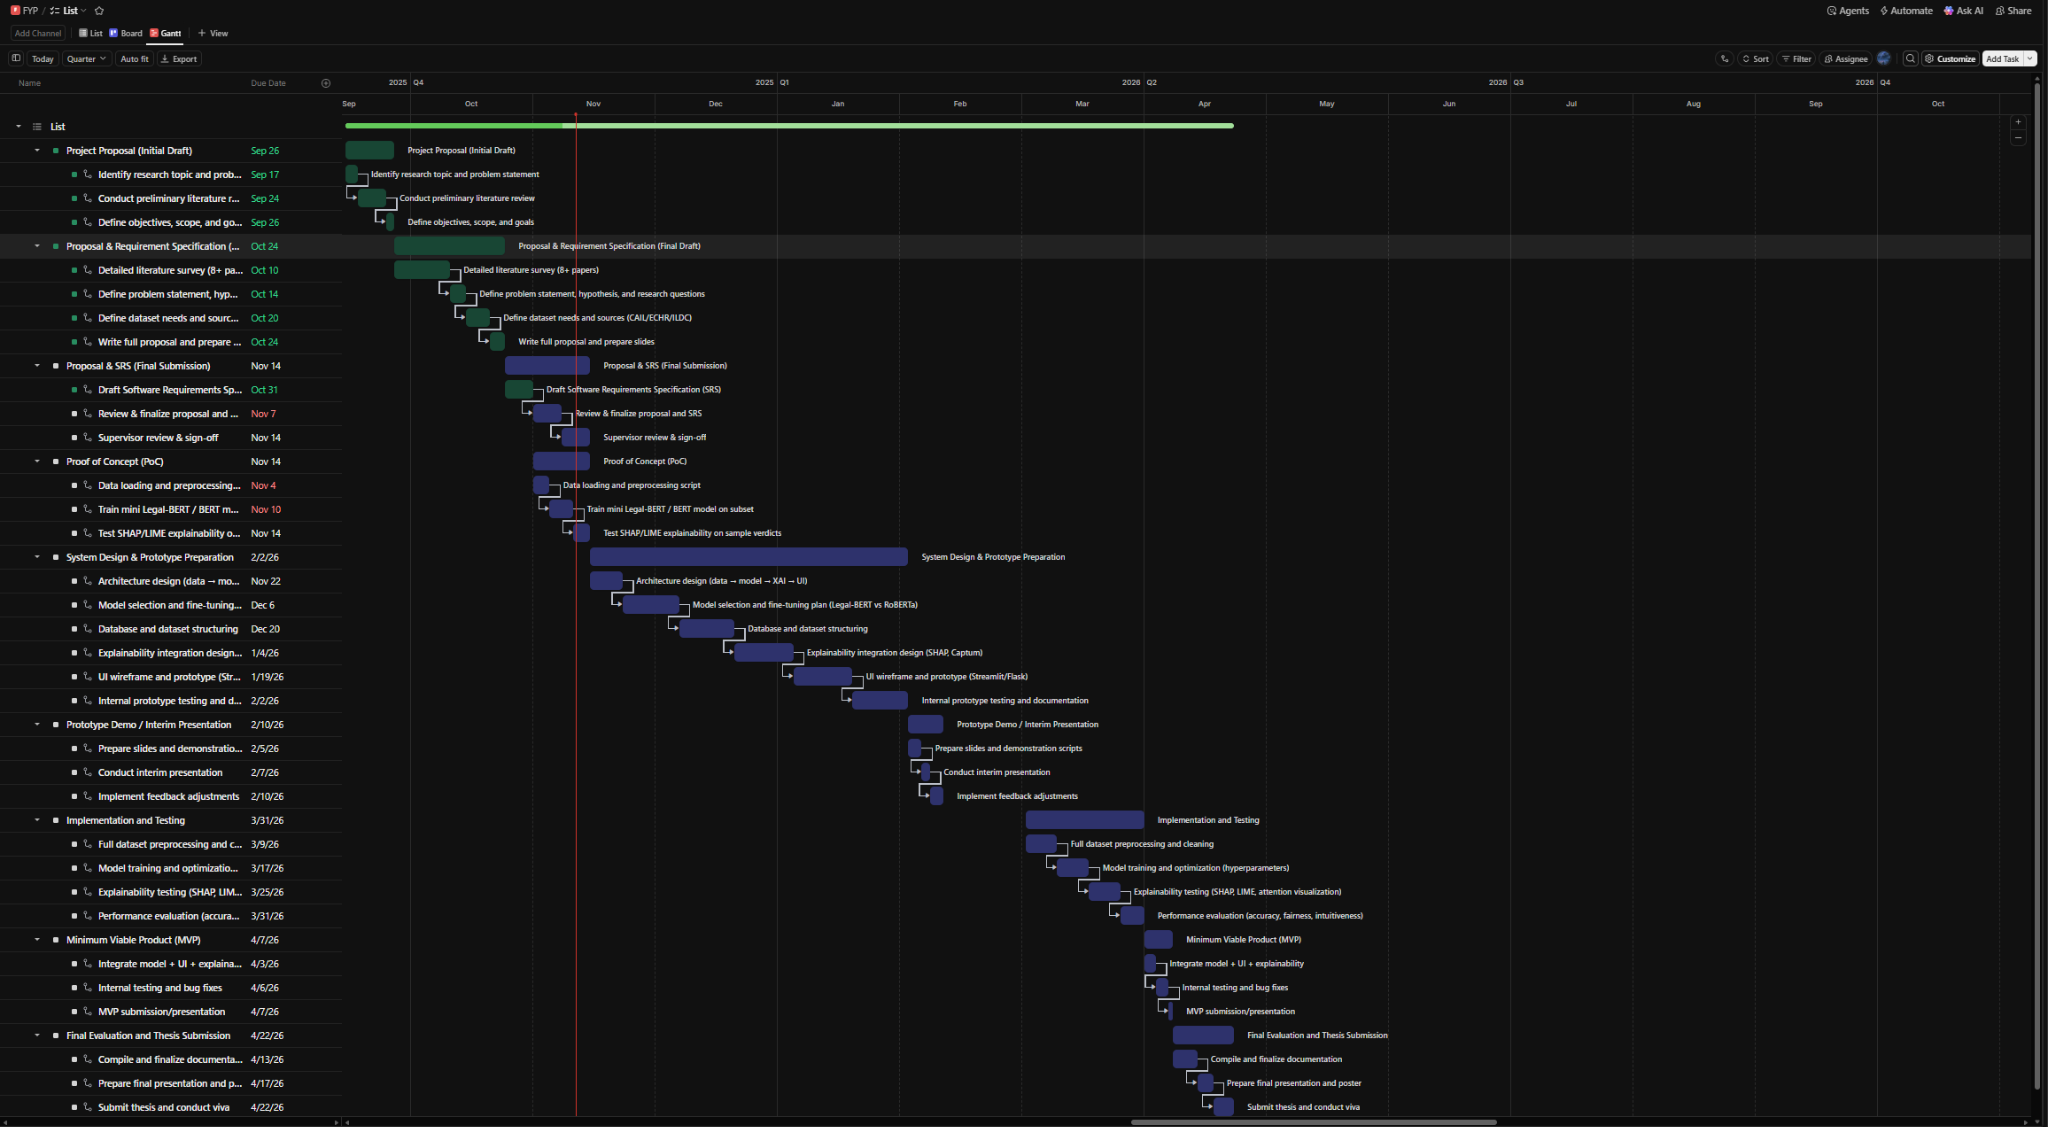 FYP / List
Agents Automate Ask AI Share
Add Channel List Board Gantt + View
Today Quarter Auto fit Export
Sort Filter Assignee Customize Add Task
Name Due Date
2025 Q4 2025 Q1 2026 Q2 2026 Q3 2026 Q4
Sep Oct Nov Dec Jan Feb Mar Apr May Jun Jul Aug Sep Oct
List
Project Proposal (Initial Draft) Sep 26 Project Proposal (Initial Draft)
Identify research topic and prob... Sep 17 Identify research topic and problem statement
Conduct preliminary literature r... Sep 24 Conduct preliminary literature review
Define objectives, scope, and go... Sep 26 Define objectives, scope, and goals
Proposal & Requirement Specification (... Oct 24 Proposal & Requirement Specification (Final Draft)
Detailed literature survey (8+ pa... Oct 10 Detailed literature survey (8+ papers)
Define problem statement, hyp... Oct 14 Define problem statement, hypothesis, and research questions
Define dataset needs and sourc... Oct 20 Define dataset needs and sources (CAIL/ECHR/ILDC)
Write full proposal and prepare ... Oct 24 Write full proposal and prepare slides
Proposal & SRS (Final Submission) Nov 14 Proposal & SRS (Final Submission)
Draft Software Requirements Sp... Oct 31 Draft Software Requirements Specification (SRS)
Review & finalize proposal and ... Nov 7 Review & finalize proposal and SRS
Supervisor review & sign-off Nov 14 Supervisor review & sign-off
Proof of Concept (PoC) Nov 14 Proof of Concept (PoC)
Data loading and preprocessing... Nov 4 Data loading and preprocessing script
Train mini Legal-BERT / BERT m... Nov 10 Train mini Legal-BERT / BERT model on subset
Test SHAP/LIME explainability o... Nov 14 Test SHAP/LIME explainability on sample verdicts
System Design & Prototype Preparation 2/2/26 System Design & Prototype Preparation
Architecture design (data → mo... Nov 22 Architecture design (data → model → XAI → UI)
Model selection and fine-tuning... Dec 6 Model selection and fine-tuning plan (Legal-BERT vs RoBERTa)
Database and dataset structuring Dec 20 Database and dataset structuring
Explainability integration design... 1/4/26 Explainability integration design (SHAP, Captum)
UI wireframe and prototype (Str... 1/19/26 UI wireframe and prototype (Streamlit/Flask)
Internal prototype testing and d... 2/2/26 Internal prototype testing and documentation
Prototype Demo / Interim Presentation 2/10/26 Prototype Demo / Interim Presentation
Prepare slides and demonstratio... 2/5/26 Prepare slides and demonstration scripts
Conduct interim presentation 2/7/26 Conduct interim presentation
Implement feedback adjustments 2/10/26 Implement feedback adjustments
Implementation and Testing 3/31/26 Implementation and Testing
Full dataset preprocessing and c... 3/9/26 Full dataset preprocessing and cleaning
Model training and optimizatio... 3/17/26 Model training and optimization (hyperparameters)
Explainability testing (SHAP, LIM... 3/25/26 Explainability testing (SHAP, LIME, attention visualization)
Performance evaluation (accura... 3/31/26 Performance evaluation (accuracy, fairness, intuitiveness)
Minimum Viable Product (MVP) 4/7/26 Minimum Viable Product (MVP)
Integrate model + UI + explaina... 4/3/26 Integrate model + UI + explainability
Internal testing and bug fixes 4/6/26 Internal testing and bug fixes
MVP submission/presentation 4/7/26 MVP submission/presentation
Final Evaluation and Thesis Submission 4/22/26 Final Evaluation and Thesis Submission
Compile and finalize documenta... 4/13/26 Compile and finalize documentation
Prepare final presentation and p... 4/17/26 Prepare final presentation and poster
Submit thesis and conduct viva 4/22/26 Submit thesis and conduct viva